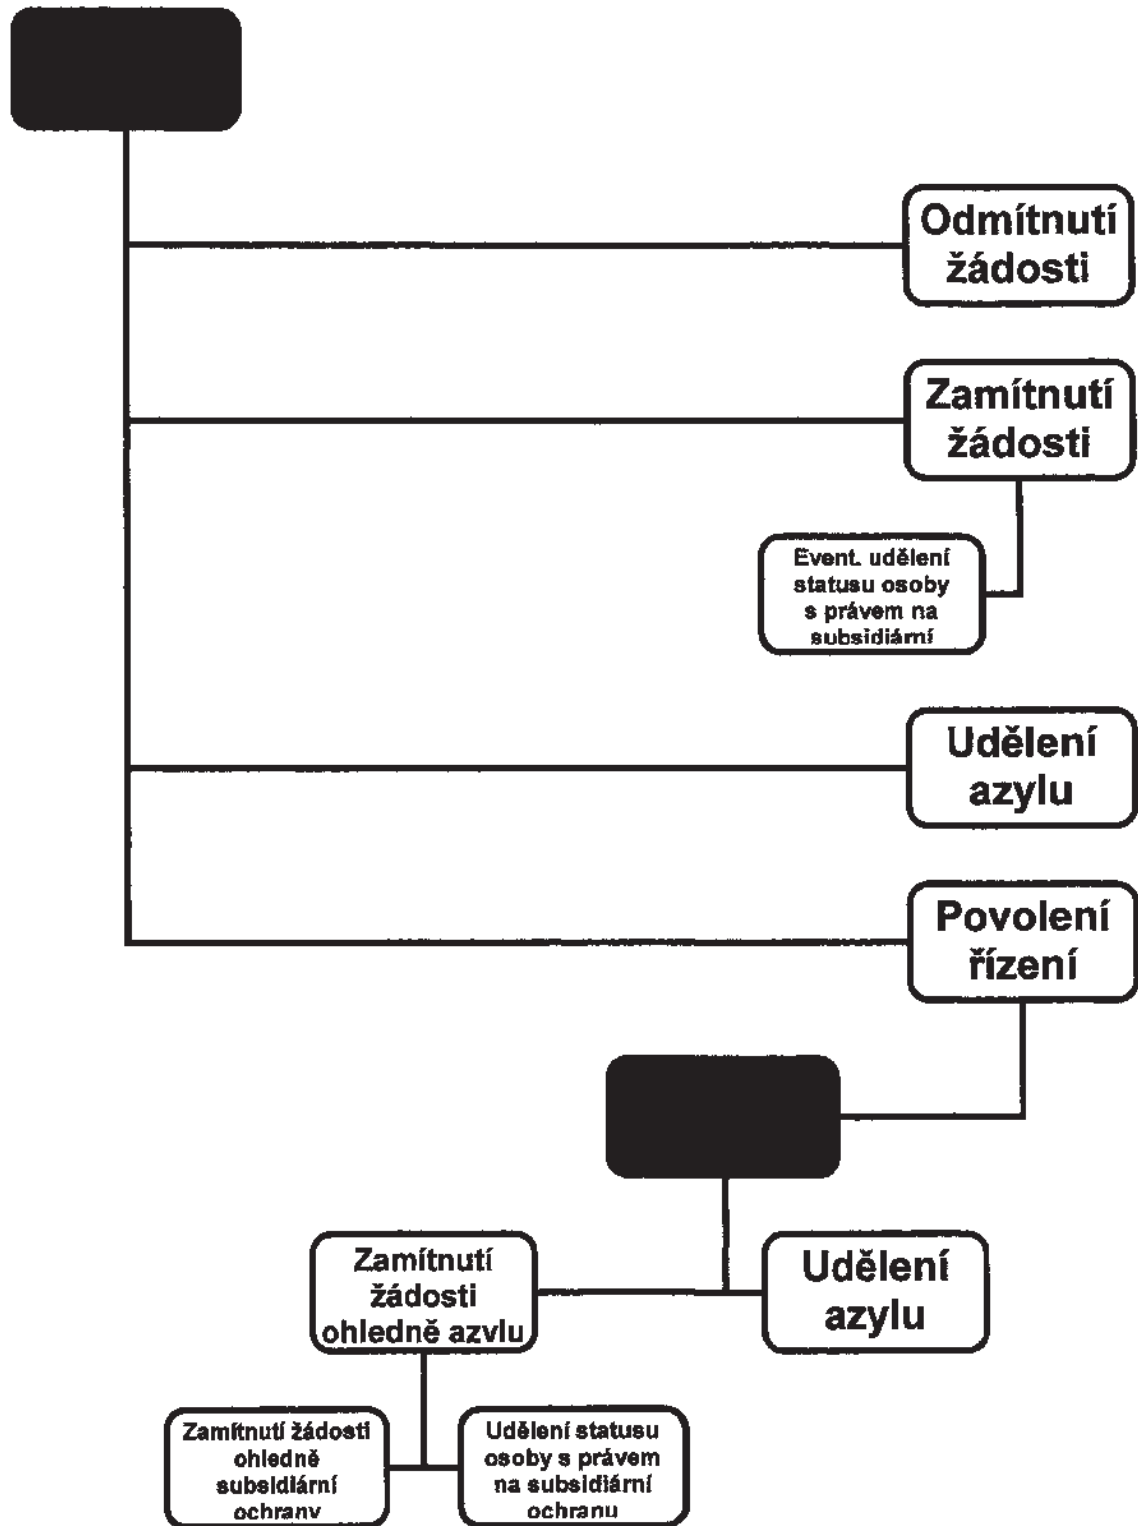 Odmítnutí
žádosti
Zamítnutí
žádosti
Event. udělení
statusu osoby
s právem na
subsidiární
Udělení
azylu
Povolení
řízení
Zamítnutí
žádosti
ohledně azylu
Udělení
azylu
Zamítnutí žádosti
ohledně
subsidiární
ochrany
Udělení statusu
osoby s právem
na subsidiární
ochranu